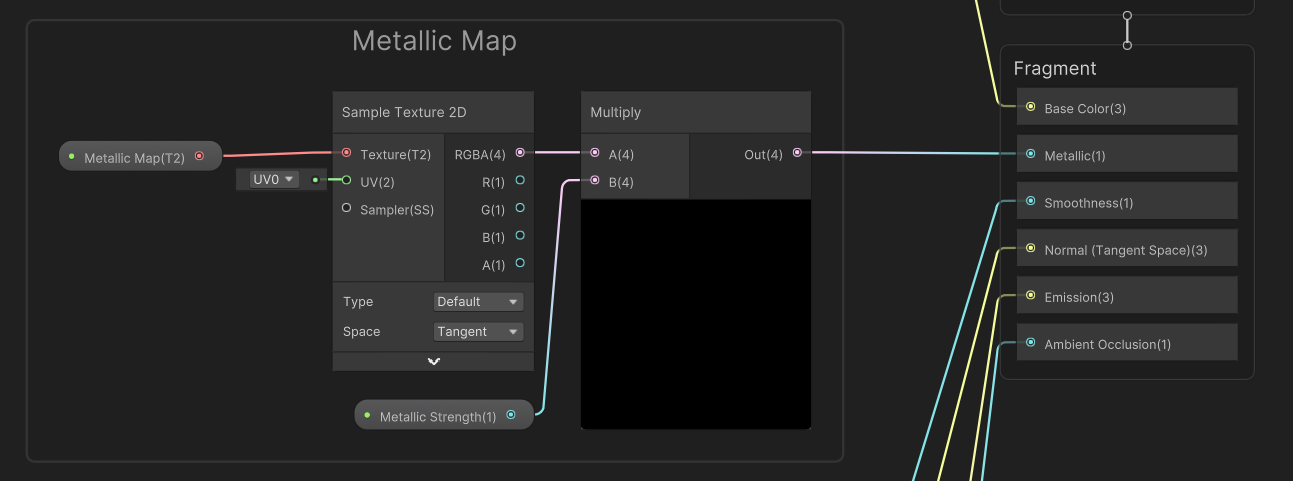 Metallic Map
Sample Texture 2D
Multiply
Metallic Map(T2)
Texture(T2)
RGBA(4)
A(4)
Out(4)
UV0
UV(2)
R(1)
B(4)
Sampler(SS)
G(1)
B(1)
A(1)
Type
Default
Space
Tangent
Metallic Strength(1)
Fragment
Base Color(3)
Metallic(1)
Smoothness(1)
Normal (Tangent Space)(3)
Emission(3)
Ambient Occlusion(1)